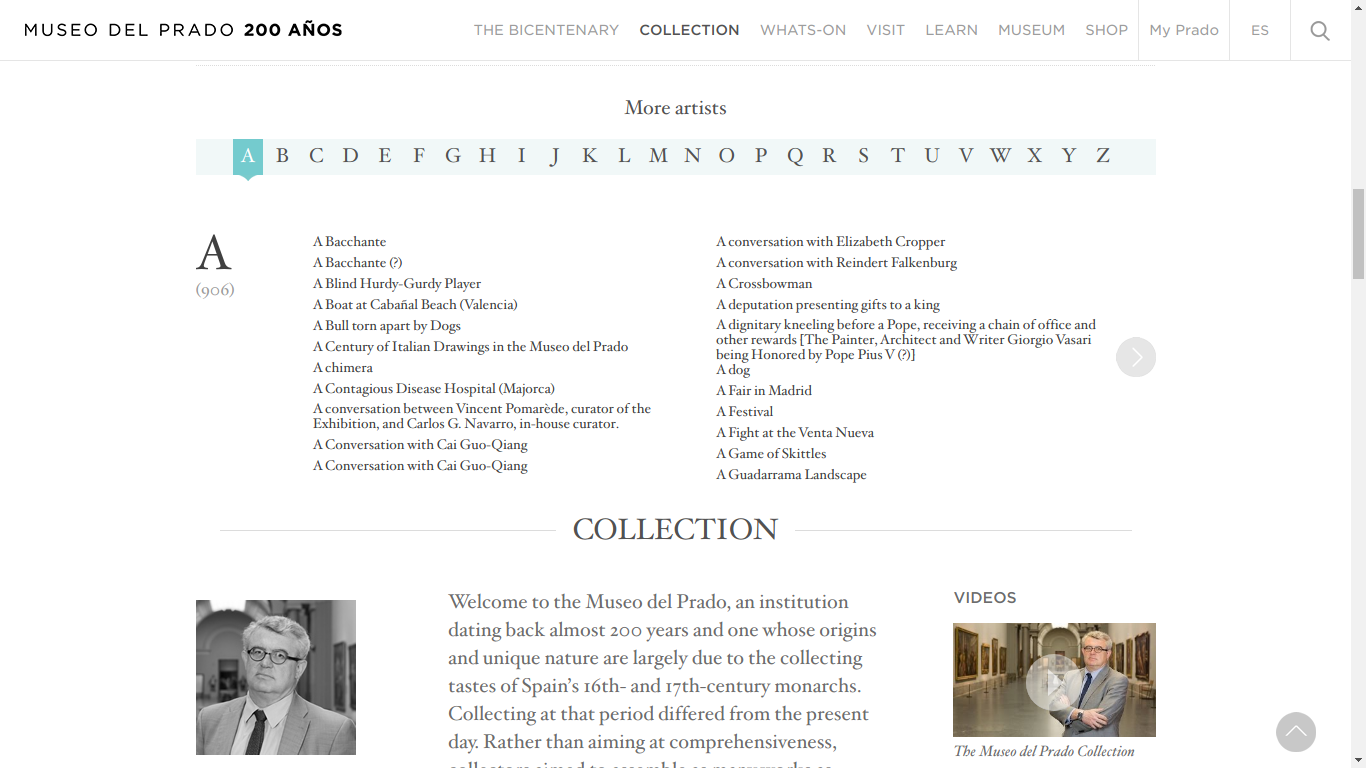 MUSEO DEL PRADO 200 AÑOS
THE BICENTENARY COLLECTION WHATS-ON VISIT LEARN MUSEUM SHOP My Prado ES
More artists
A B C D E F G H I J K L M N O P Q R S T U V W X Y Z
A
(906)
A Bacchante
A Bacchante (?)
A Blind Hurdy-Gurdy Player
A Boat at Cabañal Beach (Valencia)
A Bull torn apart by Dogs
A Century of Italian Drawings in the Museo del Prado
A chimera
A Contagious Disease Hospital (Majorca)
A conversation between Vincent Pomarède, curator of the
Exhibition, and Carlos G. Navarro, in-house curator.
A Conversation with Cai Guo-Qiang
A Conversation with Cai Guo-Qiang
A conversation with Elizabeth Cropper
A conversation with Reindert Falkenburg
A Crossbowman
A deputation presenting gifts to a king
A dignitary kneeling before a Pope, receiving a chain of office and
other rewards [The Painter, Architect and Writer Giorgio Vasari
being Honored by Pope Pius V (?)]
A dog
A Fair in Madrid
A Festival
A Fight at the Venta Nueva
A Game of Skittles
A Guadarrama Landscape
COLLECTION
Welcome to the Museo del Prado, an institution
dating back almost 200 years and one whose origins
and unique nature are largely due to the collecting
tastes of Spain's 16th- and 17th-century monarchs.
Collecting at that period differed from the present
day. Rather than aiming at comprehensiveness,
VIDEOS
The Museo del Prado Collection